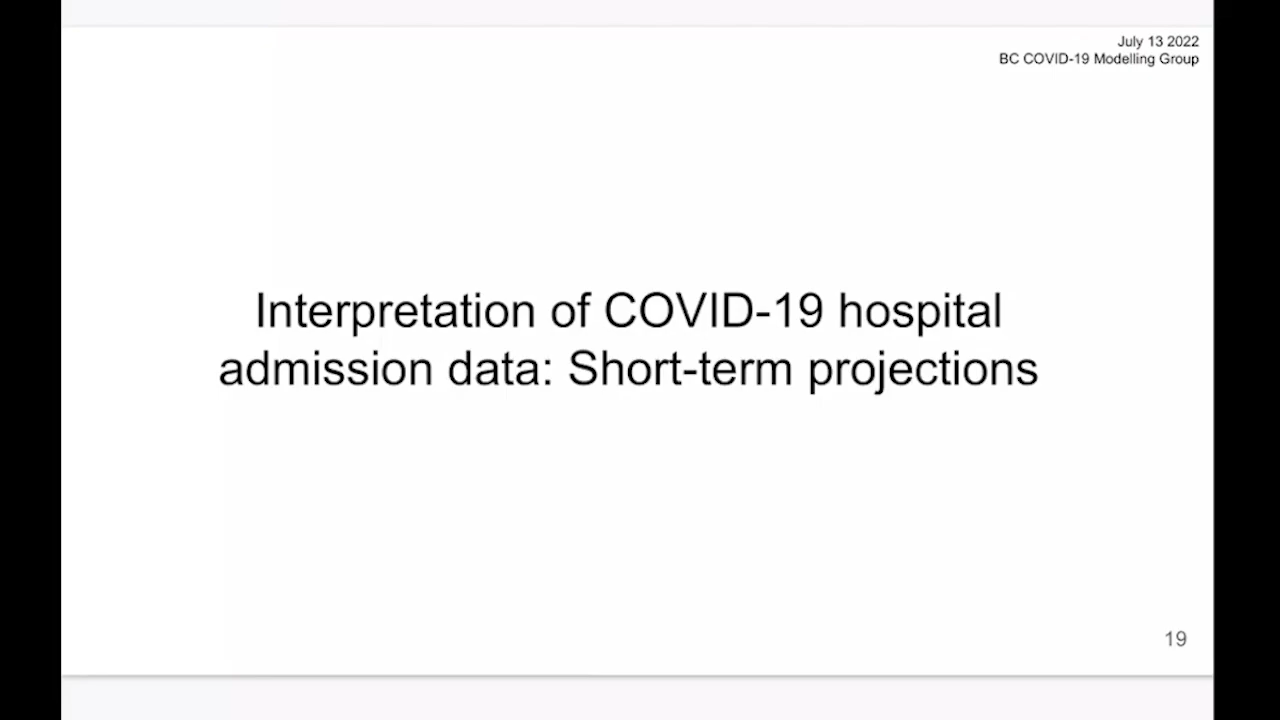 July 13 2022
BC COVID-19 Modelling Group
Interpretation of COVID-19 hospital
admission data: Short-term projections
19